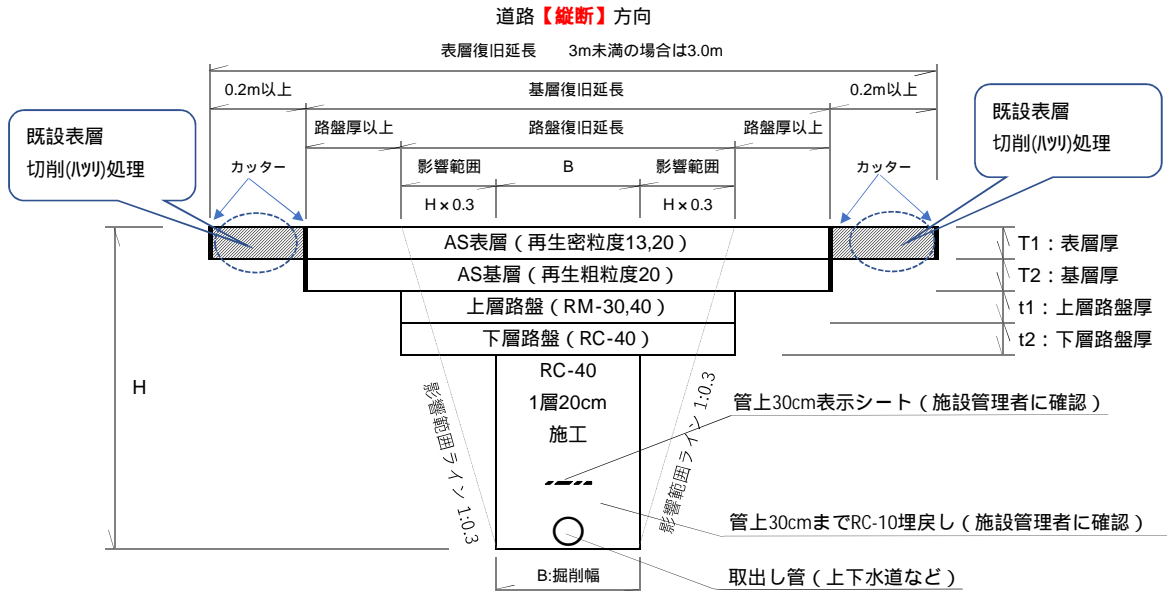 道路【縦断】方向
表層復旧延長 3m未満の場合は3.0m
0.2m以上
基層復旧延長
0.2m以上
既設表層
切削(ﾊﾂﾘ)処理
既設表層
切削(ﾊﾂﾘ)処理
路盤厚以上
路盤復旧延長
路盤厚以上
カッター
影響範囲
B
影響範囲
カッター
H×0.3
H×0.3
AS表層（再生密粒度13,20）
T1：表層厚
AS基層（再生粗粒度20）
T2：基層厚
上層路盤（RM-30,40）
t1：上層路盤厚
下層路盤（RC-40）
t2：下層路盤厚
H
RC-40
1層20cm
施工
影響範囲ライン 1:0.3
影響範囲ライン 1:0.3
管上30cm表示シート（施設管理者に確認）
管上30cmまでRC-10埋戻し（施設管理者に確認）
B:掘削幅
取出し管（上下水道など）